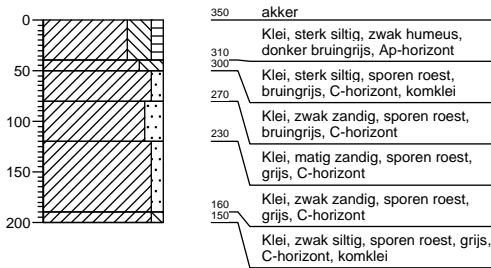 0
50
100
150
200
350 akker
Klei, sterk siltig, zwak humeus,
donker bruingrijs, Ap-horizont
310
300
Klei, sterk siltig, sporen roest,
bruingrijs, C-horizont, komklei
270
Klei, zwak zandig, sporen roest,
bruingrijs, C-horizont
230
Klei, matig zandig, sporen roest,
grijs, C-horizont
Klei, zwak zandig, sporen roest,
grijs, C-horizont
160
150
Klei, zwak siltig, sporen roest, grijs,
C-horizont, komklei